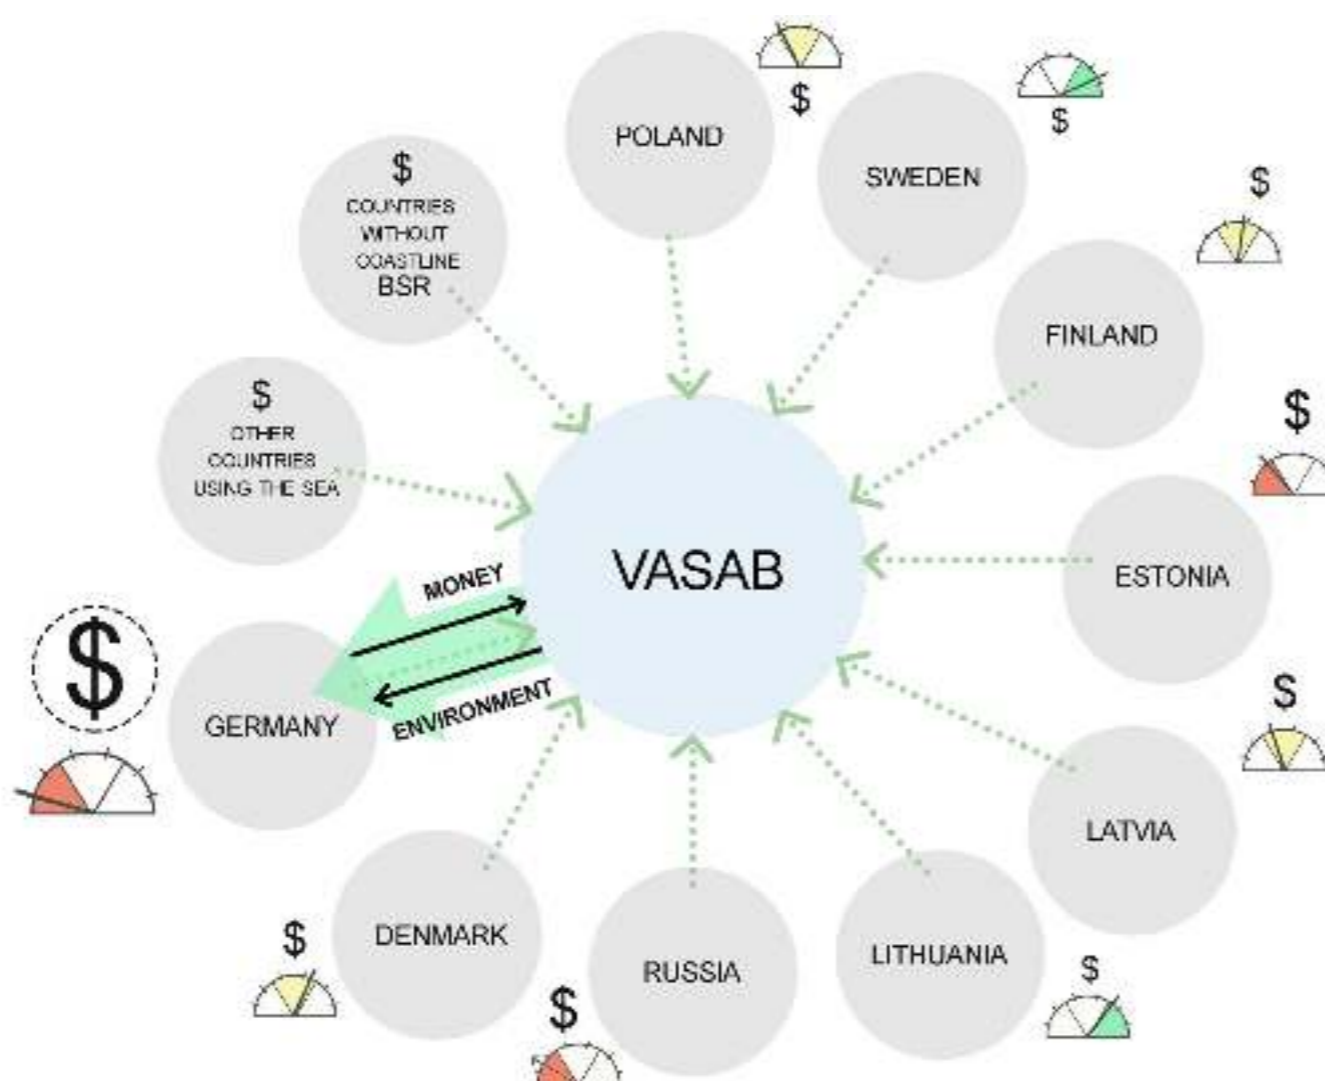 $
POLAND
$
SWEDEN
$
FINLAND
$
ESTONIA
$
LATVIA
$
LITHUANIA
$
RUSSIA
$
DENMARK
$
GERMANY
$
OTHER
COUNTRIES
USING THE SEA
$
COUNTRIES
WITHOUT
COASTLINE
BSR
$
VASAB
MONEY
ENVIRONMENT